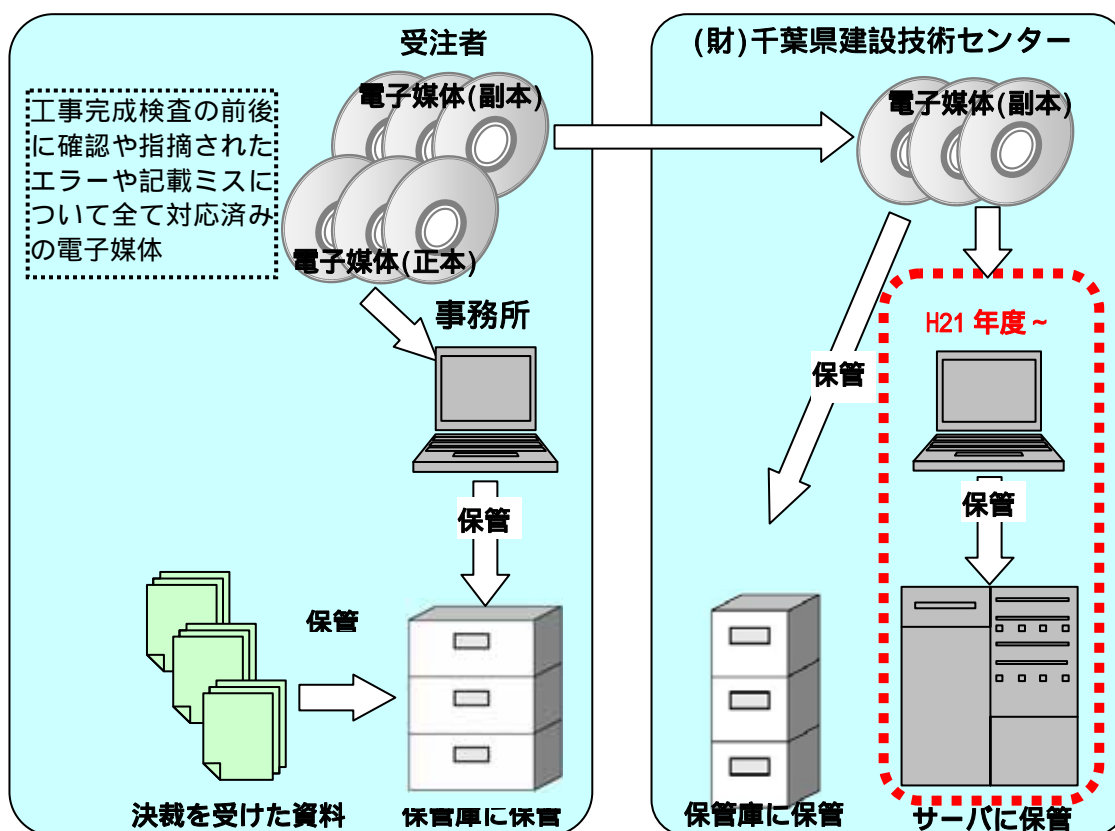 受注者
電子媒体(副本)
工事完成検査の前後
に確認や指摘された
エラーや記載ミスに
ついて全て対応済み
の電子媒体
電子媒体(正本)
事務所
保管
保管
決裁を受けた資料
保管庫に保管
(財)千葉県建設技術センター
電子媒体(副本)
H21 年度~
保管
保管
保管庫に保管
サーバに保管